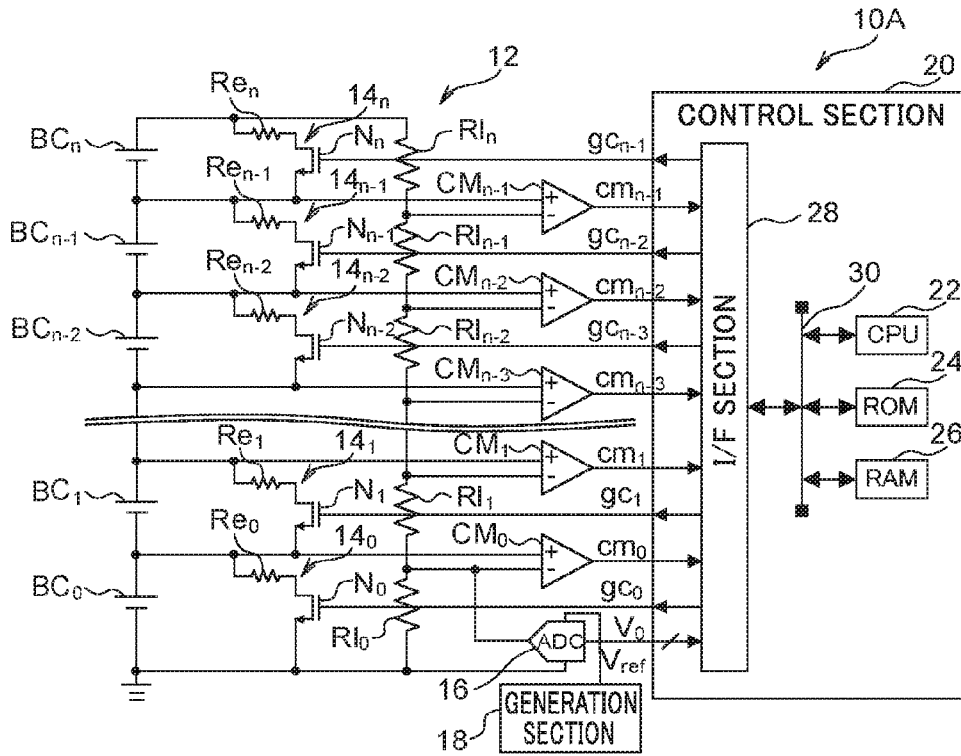 10A
12
20
CONTROL SECTION
Reₙ
14ₙ
Nₙ
RIₙ
gcₙ₋₁
BCₙ
Reₙ₋₁
14ₙ₋₁
CMₙ₋₁
+
-
cmₙ₋₁
28
Nₙ₋₁
RIₙ₋₁
gcₙ₋₂
BCₙ₋₁
Reₙ₋₂
14ₙ₋₂
CMₙ₋₂
+
-
cmₙ₋₂
30
22
CPU
Nₙ₋₂
RIₙ₋₂
gcₙ₋₃
BCₙ₋₂
CMₙ₋₃
+
-
cmₙ₋₃
24
ROM
I/F SECTION
26
RAM
Re₁
14₁
CM₁
+
-
cm₁
BC₁
N₁
RI₁
gc₁
Re₀
14₀
CM₀
+
-
cm₀
BC₀
N₀
gc₀
RI₀
ADC
V₀
16
Vref
18
GENERATION
SECTION